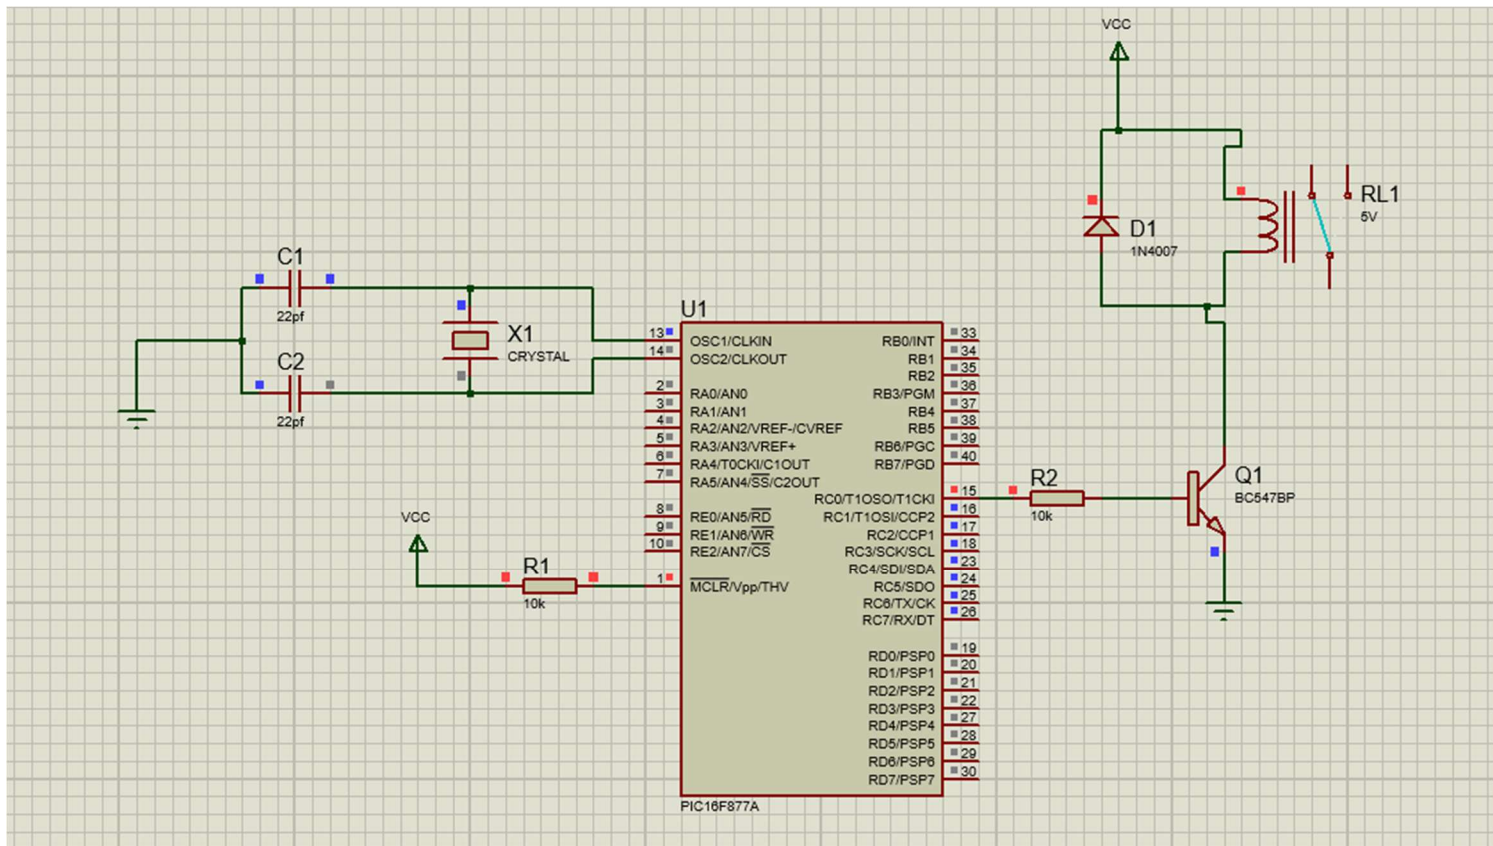 VCC
RL1
5V
D1
1N4007
C1
22pf
X1
CRYSTAL
C2
22pf
U1
13
OSC1/CLKIN
14
OSC2/CLKOUT
2
RA0/AN0
3
RA1/AN1
4
RA2/AN2/VREF-/CVREF
5
RA3/AN3/VREF+
6
RA4/T0CKI/C1OUT
7
RA5/AN4/SS/C2OUT
8
RE0/AN5/RD
9
RE1/AN6/WR
10
RE2/AN7/CS
1
MCLR/Vpp/THV
RB0/INT
33
RB1
34
RB2
35
RB3/PGM
36
RB4
37
RB5
38
RB6/PGC
39
RB7/PGD
40
RC0/T1OSO/T1CKI
15
RC1/T1OSI/CCP2
16
RC2/CCP1
17
RC3/SCK/SCL
18
RC4/SDI/SDA
23
RC5/SDO
24
RC6/TX/CK
25
RC7/RX/DT
26
RD0/PSP0
19
RD1/PSP1
20
RD2/PSP2
21
RD3/PSP3
22
RD4/PSP4
27
RD5/PSP5
28
RD6/PSP6
29
RD7/PSP7
30
PIC16F877A
VCC
R1
10k
R2
10k
Q1
BC547BP